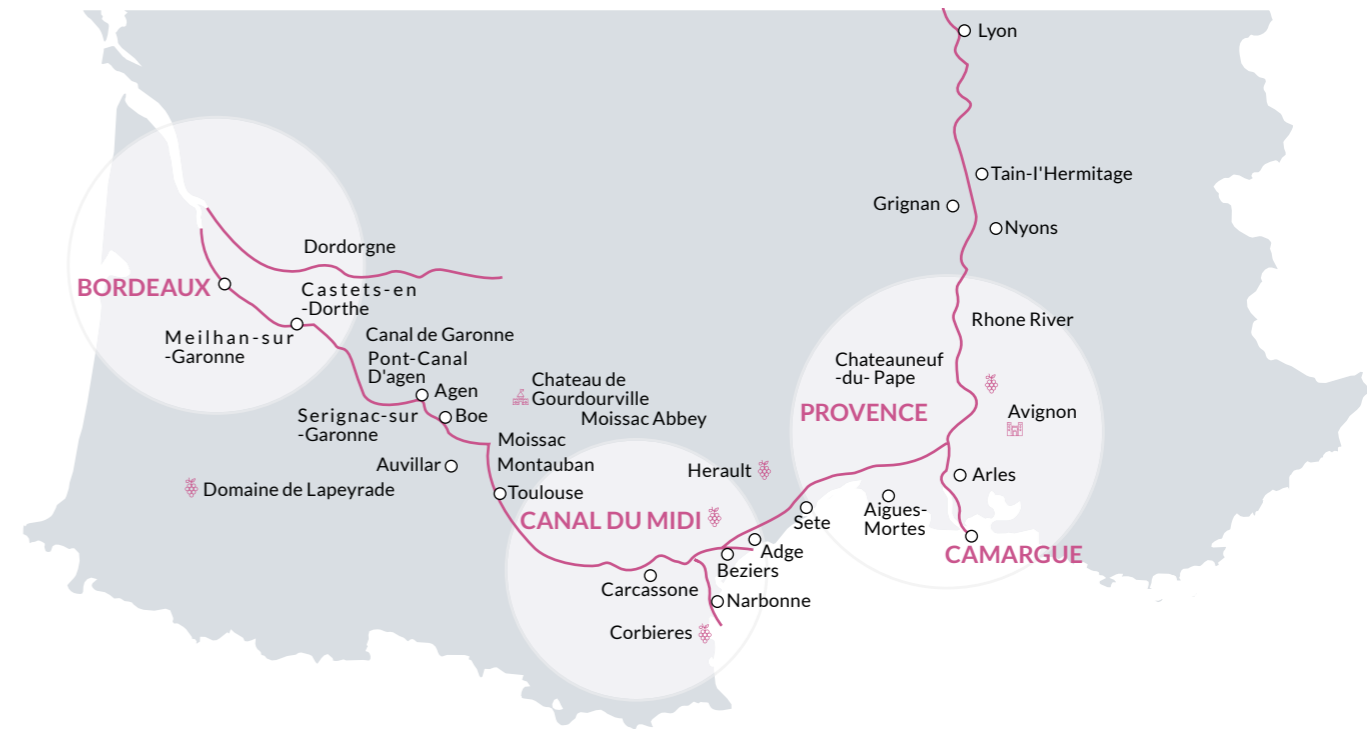 Lyon
Tain-l'Hermitage
Grignan
Nyons
Dordorgne
BORDEAUX
Castets-en
-Dorthe
Meilhan-sur
-Garonne
Canal de Garonne
Pont-Canal
D'agen
Agen
Serignac-sur
-Garonne
Boe
Chateau de
Gourdourville
Moissac Abbey
Moissac
Montauban
Auvillar
Toulouse
Domaine de Lapeyrade
Herault
CANAL DU MIDI
Carcassone
Beziers
Adge
Narbonne
Corbieres
Sete
Rhone River
Chateauneuf
-du- Pape
PROVENCE
Avignon
Arles
Aigues-
Mortes
CAMARGUE